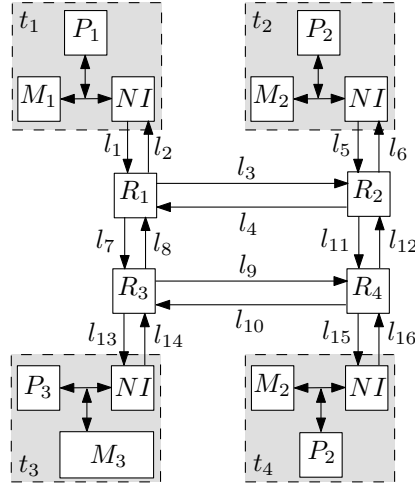 t₁ P₁ t₂ P₂
M₁ NI M₂ NI
l₁ l₂ l₅ l₆
l₃
R₁ R₂
l₄
l₇ l₈ l₁₁ l₁₂
l₉
R₃ R₄
l₁₀
l₁₃ l₁₄ l₁₅ l₁₆
P₃ NI M₂ NI
t₃ M₃ t₄ P₂